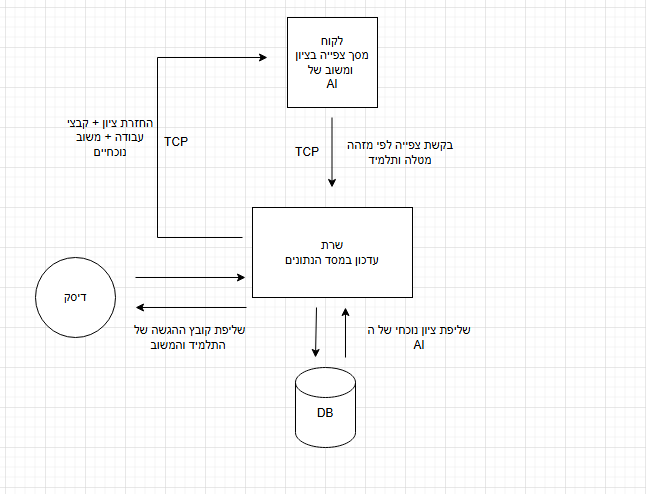 לקוח
מסך צפייה בציון
ומשוב של
AI
החזרת ציון + קבצי
עבודה + משוב
נוכחיים
TCP
TCP
בקשת צפייה לפי מזהה
מטלה ותלמיד
שרת
עדכון במסד הנתונים
דיסק
שליפת קובץ ההגשה של
התלמיד והמשוב
שליפת ציון נוכחי של ה
AI
DB